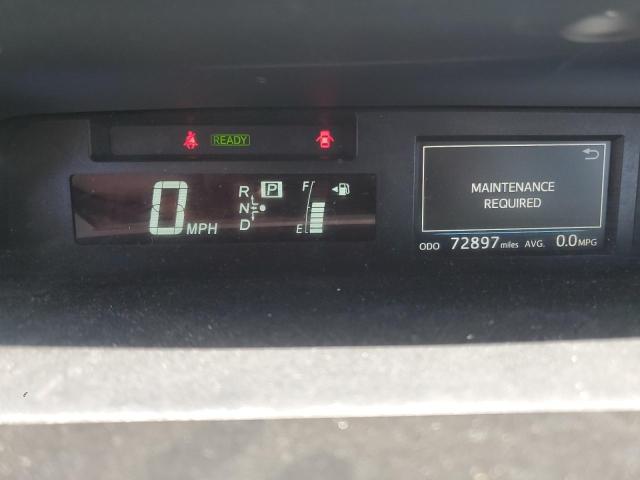 READY
0 MPH
R P
N
D
F
E
MAINTENANCE
REQUIRED
ODO 72897 miles AVG. 0.0 MPG